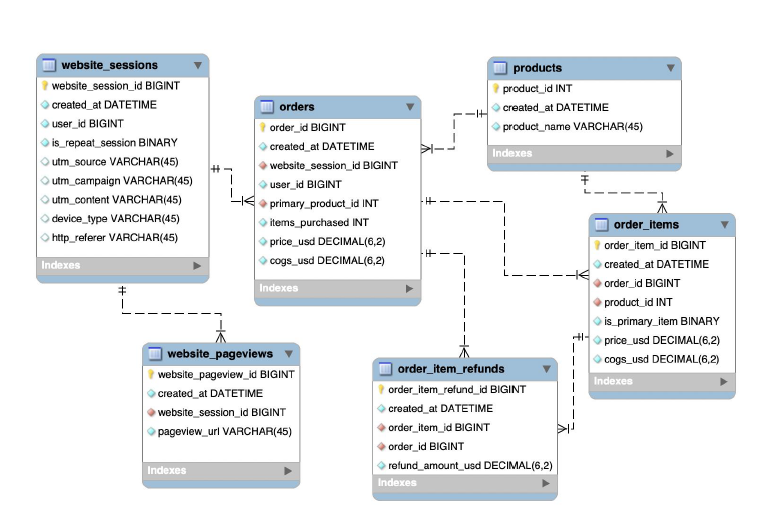 website_sessions
website_session_id BIGINT
created_at DATETIME
user_id BIGINT
is_repeat_session BINARY
utm_source VARCHAR(45)
utm_campaign VARCHAR(45)
utm_content VARCHAR(45)
device_type VARCHAR(45)
http_referer VARCHAR(45)
Indexes
orders
order_id BIGINT
created_at DATETIME
website_session_id BIGINT
user_id BIGINT
primary_product_id INT
items_purchased INT
price_usd DECIMAL(6,2)
cogs_usd DECIMAL(6,2)
Indexes
products
product_id INT
created_at DATETIME
product_name VARCHAR(45)
Indexes
order_items
order_item_id BIGINT
created_at DATETIME
order_id BIGINT
product_id INT
is_primary_item BINARY
price_usd DECIMAL(6,2)
cogs_usd DECIMAL(6,2)
Indexes
website_pageviews
website_pageview_id BIGINT
created_at DATETIME
website_session_id BIGINT
pageview_url VARCHAR(45)
Indexes
order_item_refunds
order_item_refund_id BIGINT
created_at DATETIME
order_item_id BIGINT
order_id BIGINT
refund_amount_usd DECIMAL(6,2)
Indexes